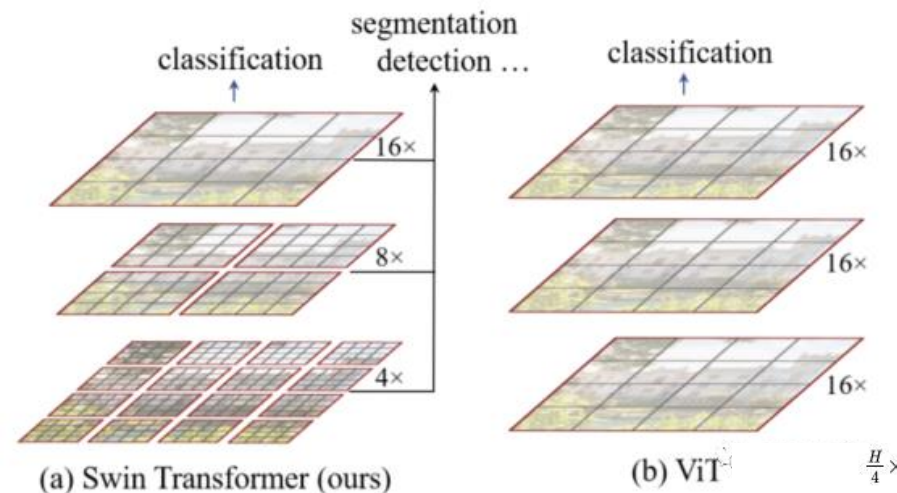 segmentation
detection ...
classification
16×
8×
4×
(a) Swin Transformer (ours)
classification
16×
16×
16×
(b) ViT
H/4 ×